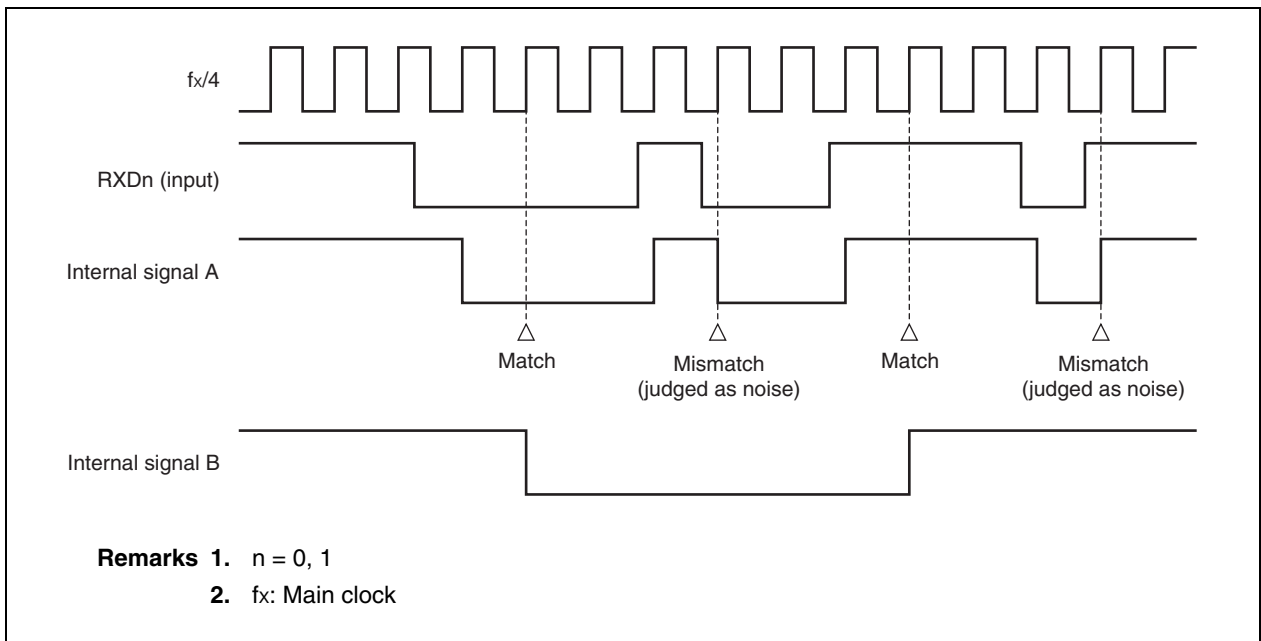 fx/4
RXDn (input)
Internal signal A
Match
Mismatch
(judged as noise)
Match
Mismatch
(judged as noise)
Internal signal B
Remarks 1. n = 0, 1
2. fx: Main clock